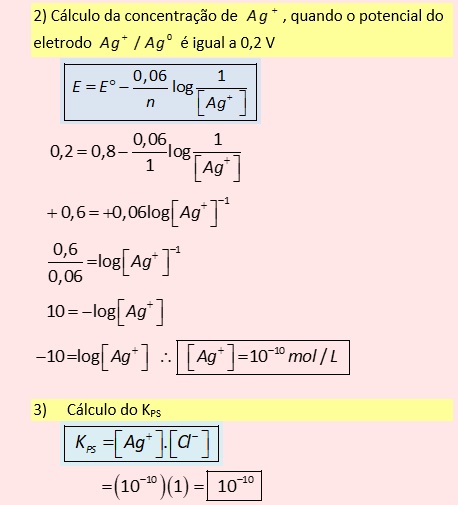 2) Cálculo da concentração de Ag⁺, quando o potencial do
eletrodo Ag⁺ / Ag⁰ é igual a 0,2 V
E = E° − 0,06/n log 1/[Ag⁺]
0,2 = 0,8 − 0,06/1 log 1/[Ag⁺]
+ 0,6 = +0,06log[Ag⁺]⁻¹
0,6/0,06 = log[Ag⁺]⁻¹
10 = −log[Ag⁺]
−10 = log[Ag⁺] ∴ [Ag⁺] = 10⁻¹⁰ mol / L
3) Cálculo do KPS
KPS = [Ag⁺].[Cl⁻]
= (10⁻¹⁰)(1) = 10⁻¹⁰